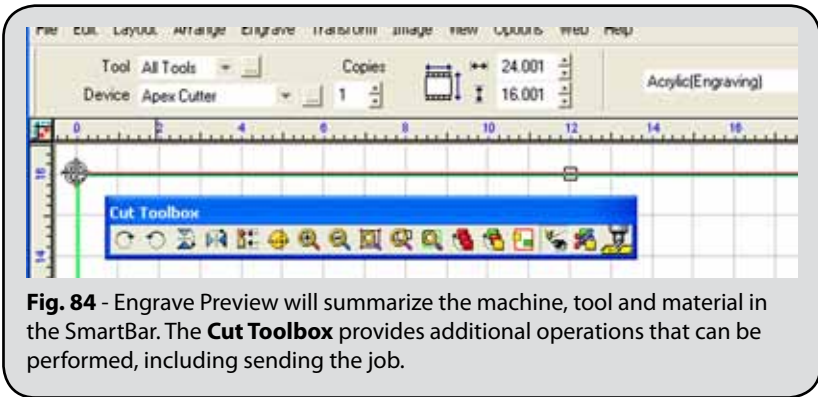 File Edit Layout Arrange Engrave Transform Image View Options Web Help
Tool All Tools ... Copies 24.001
Device Apex Cutter ... 1 16.001 Acrylic(Engraving)
0 2 4 6 8 10 12 14 16
16
14
Cut Toolbox
Fig. 84 - Engrave Preview will summarize the machine, tool and material in
the SmartBar. The Cut Toolbox provides additional operations that can be
performed, including sending the job.